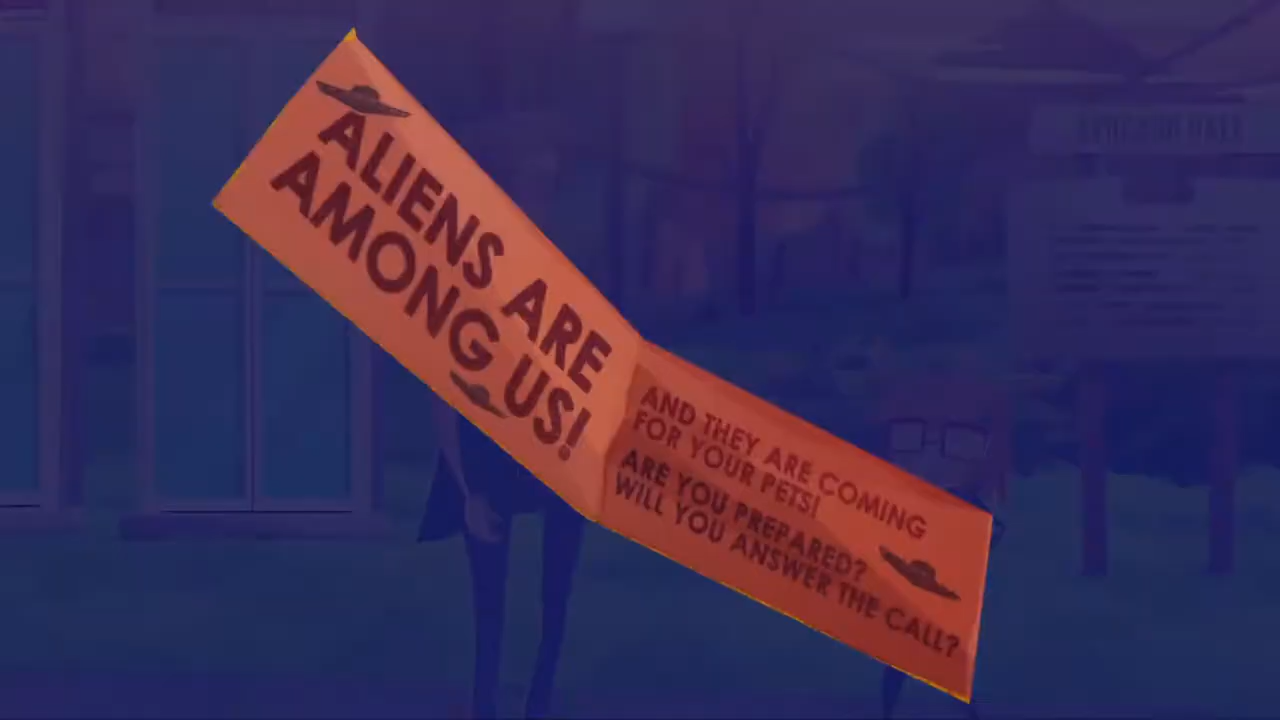 ALIENS ARE
AMONG US!
AND THEY ARE COMING
FOR YOUR PETS!
ARE YOU PREPARED?
WILL YOU ANSWER THE CALL?